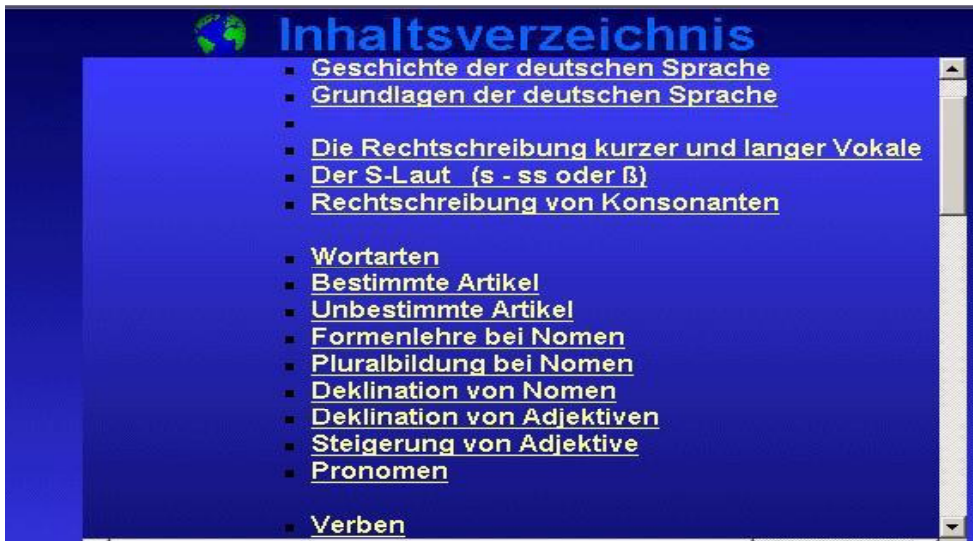 Inhaltsverzeichnis
Geschichte der deutschen Sprache
Grundlagen der deutschen Sprache
Die Rechtschreibung kurzer und langer Vokale
Der S-Laut (s - ss oder ß)
Rechtschreibung von Konsonanten
Wortarten
Bestimmte Artikel
Unbestimmte Artikel
Formenlehre bei Nomen
Pluralbildung bei Nomen
Deklination von Nomen
Deklination von Adjektiven
Steigerung von Adjektive
Pronomen
Verben